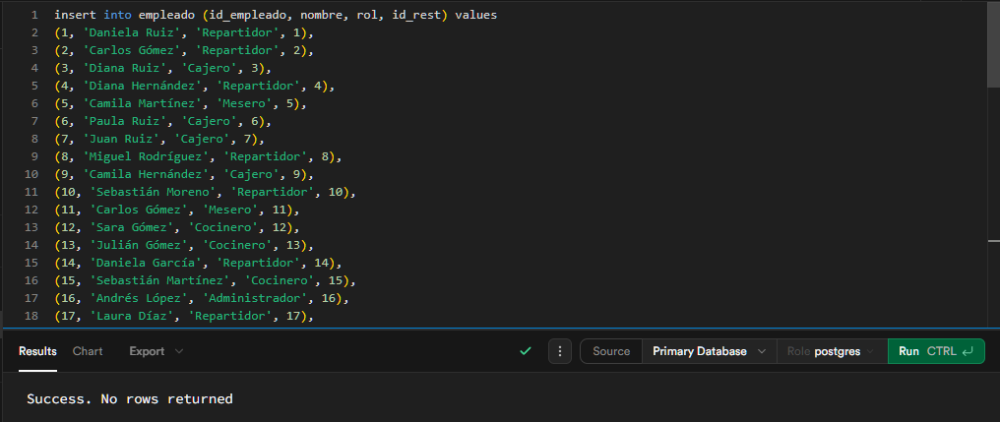 1 insert into empleado (id_empleado, nombre, rol, id_rest) values
2 (1, 'Daniela Ruiz', 'Repartidor', 1),
3 (2, 'Carlos Gómez', 'Repartidor', 2),
4 (3, 'Diana Ruiz', 'Cajero', 3),
5 (4, 'Diana Hernández', 'Repartidor', 4),
6 (5, 'Camila Martínez', 'Mesero', 5),
7 (6, 'Paula Ruiz', 'Cajero', 6),
8 (7, 'Juan Ruiz', 'Cajero', 7),
9 (8, 'Miguel Rodríguez', 'Repartidor', 8),
10 (9, 'Camila Hernández', 'Cajero', 9),
11 (10, 'Sebastián Moreno', 'Repartidor', 10),
12 (11, 'Carlos Gómez', 'Mesero', 11),
13 (12, 'Sara Gómez', 'Cocinero', 12),
14 (13, 'Julián Gómez', 'Cocinero', 13),
15 (14, 'Daniela García', 'Repartidor', 14),
16 (15, 'Sebastián Martínez', 'Cocinero', 15),
17 (16, 'Andrés López', 'Administrador', 16),
18 (17, 'Laura Díaz', 'Repartidor', 17),
Results Chart Export Source Primary Database Role postgres Run CTRL ↵
Success. No rows returned